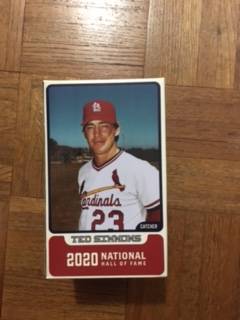 Cardinals
23
CATCHER
TED SIMMONS
2020 NATIONAL
HALL OF FAME